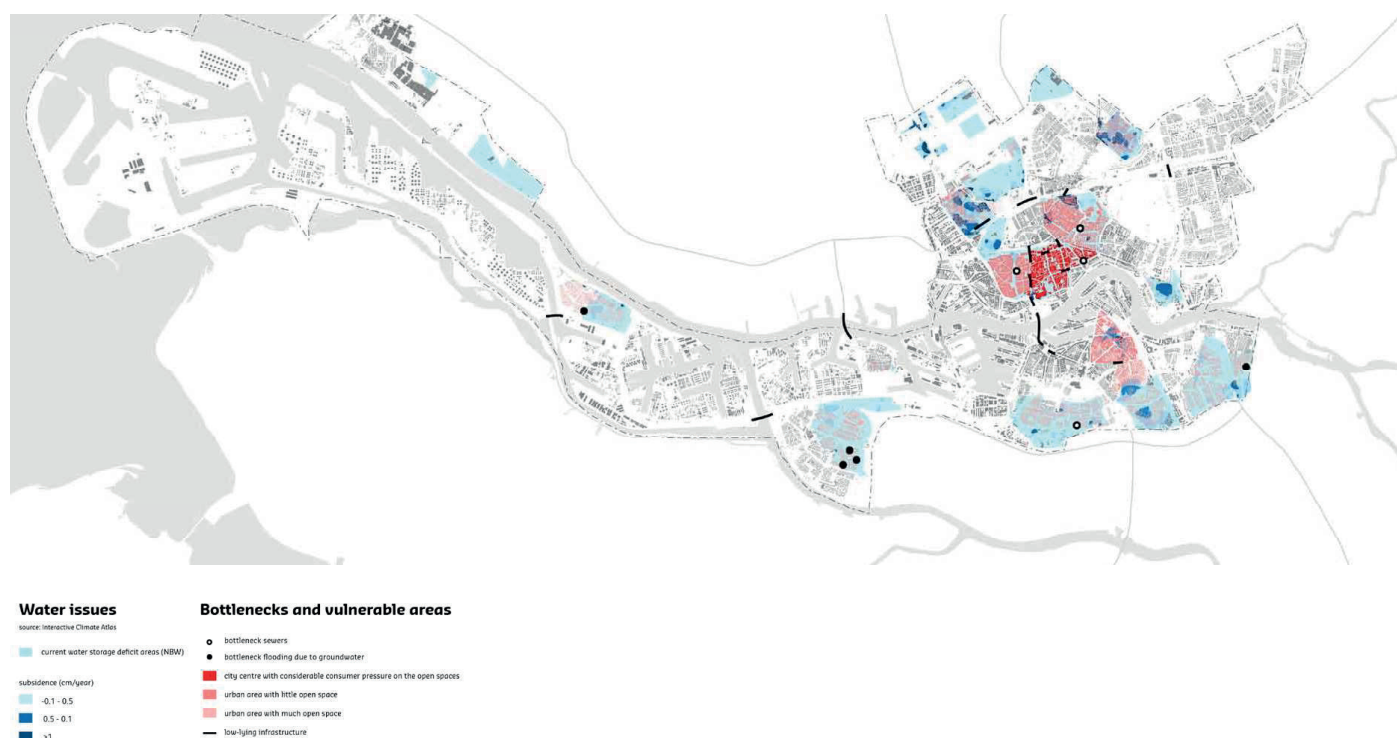 Water issues
source: Interactive Climate Atlas
current water storage deficit areas (NBW)
subsidence (cm/year)
-0.1 - 0.5
0.5 - 0.1
>1
Bottlenecks and vulnerable areas
bottleneck sewers
bottleneck flooding due to groundwater
city centre with considerable consumer pressure on the open spaces
urban area with little open space
urban area with much open space
low-lying infrastructure